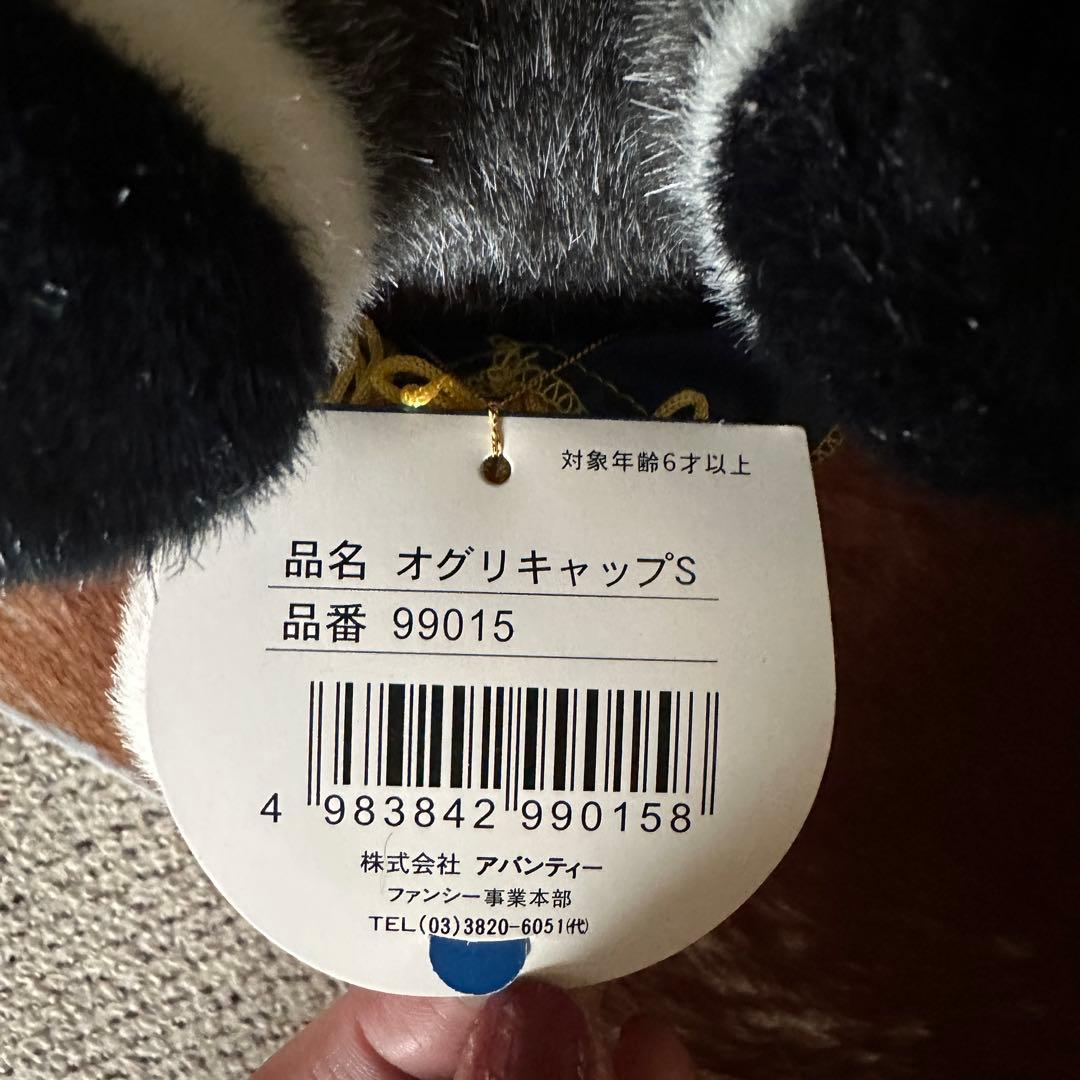 対象年齢6才以上
品名 オグリキャップS
品番 99015
4 983842 990158
株式会社 アバンティー
ファンシー事業本部
TEL(03)3820-6051㈹